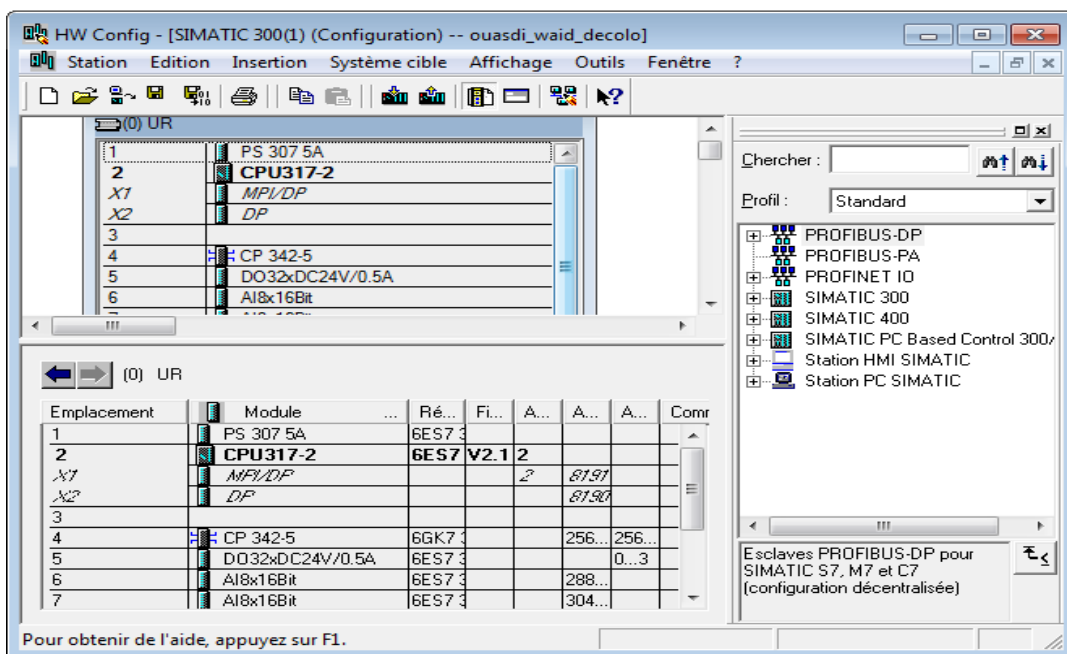 HW Config - [SIMATIC 300(1) (Configuration) -- ouasdi_waid_decolo]
Station Edition Insertion Système cible Affichage Outils Fenêtre ?
(0) UR
1 PS 307 5A
2 CPU317-2
X1 MPI/DP
X2 DP
3
4 CP 342-5
5 DO32xDC24V/0.5A
6 AI8x16Bit
Chercher :
Profil : Standard
PROFIBUS-DP
PROFIBUS-PA
PROFINET IO
SIMATIC 300
SIMATIC 400
SIMATIC PC Based Control 300/
Station HMI SIMATIC
Station PC SIMATIC
Esclaves PROFIBUS-DP pour
SIMATIC S7, M7 et C7
(configuration décentralisée)
(0) UR
Emplacement Module ... Ré... Fi... A... A... A... Comr
1 PS 307 5A 6ES7 3
2 CPU317-2 6ES7 V2.1 2
X1 MPI/DP 2 8191
X2 DP 8190
3
4 CP 342-5 6GK7 256... 256...
5 DO32xDC24V/0.5A 6ES7 3 0...3
6 AI8x16Bit 6ES7 3 288...
7 AI8x16Bit 6ES7 3 304...
Pour obtenir de l'aide, appuyez sur F1.